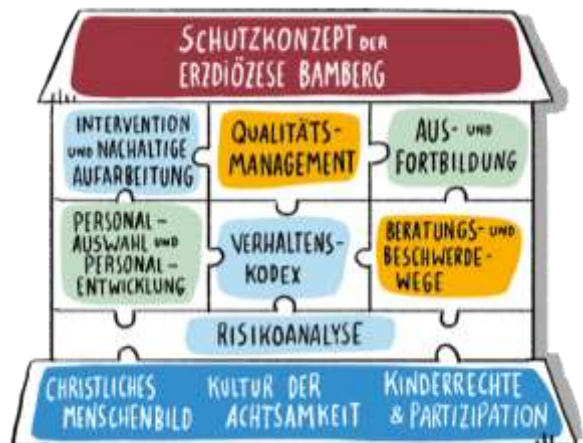 SCHUTZKONZEPT DER
ERZDIÖZESE BAMBERG
INTERVENTION
UND NACHALTIGE
AUFARBEITUNG
QUALITÄTS-
MANAGEMENT
AUS- UND
FORTBILDUNG
PERSONAL-
AUSWAHL UND
PERSONAL-
ENTWICKLUNG
VERHALTENS-
KODEX
BERATUNGS- UND
BESCHWERDE-
WEGE
RISIKOANALYSE
CHRISTLICHES
MENSCHENBILD
KULTUR DER
ACHTSAMKEIT
KINDERRECHTE
& PARTIZIPATION